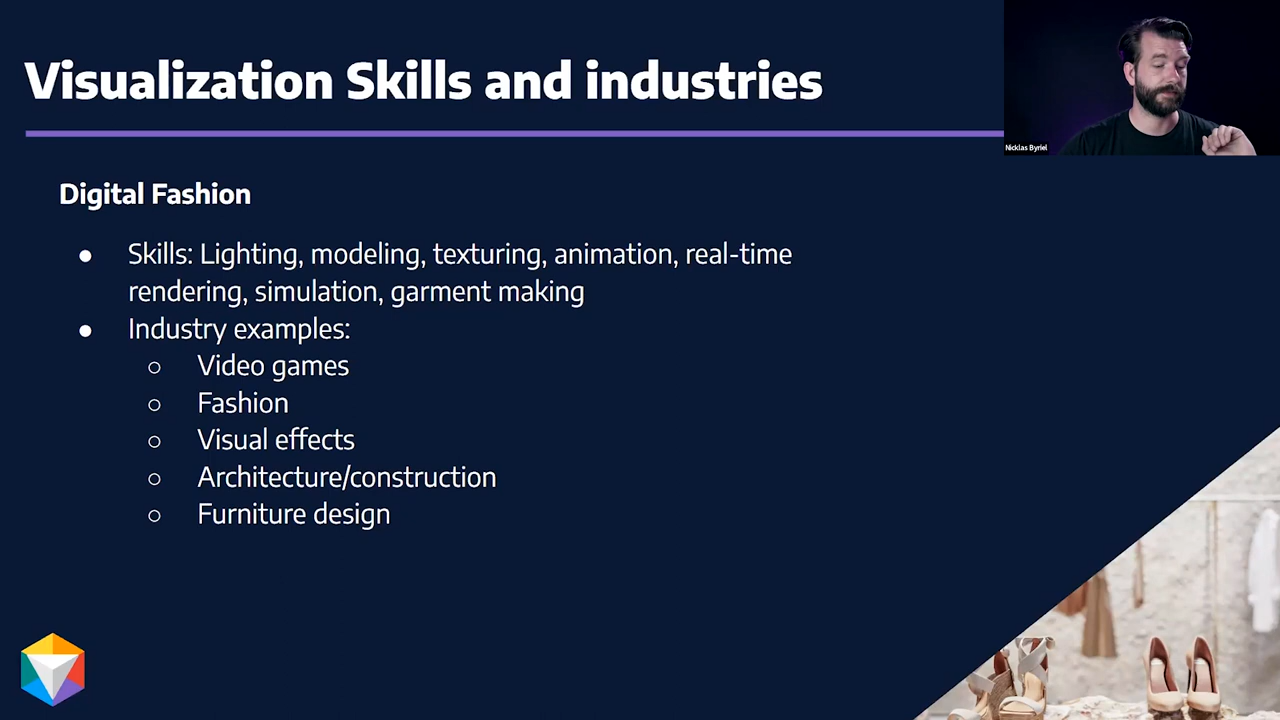 Visualization Skills and industries
Nicklas Byriel
Digital Fashion
● Skills: Lighting, modeling, texturing, animation, real-time
rendering, simulation, garment making
● Industry examples:
○ Video games
○ Fashion
○ Visual effects
○ Architecture/construction
○ Furniture design